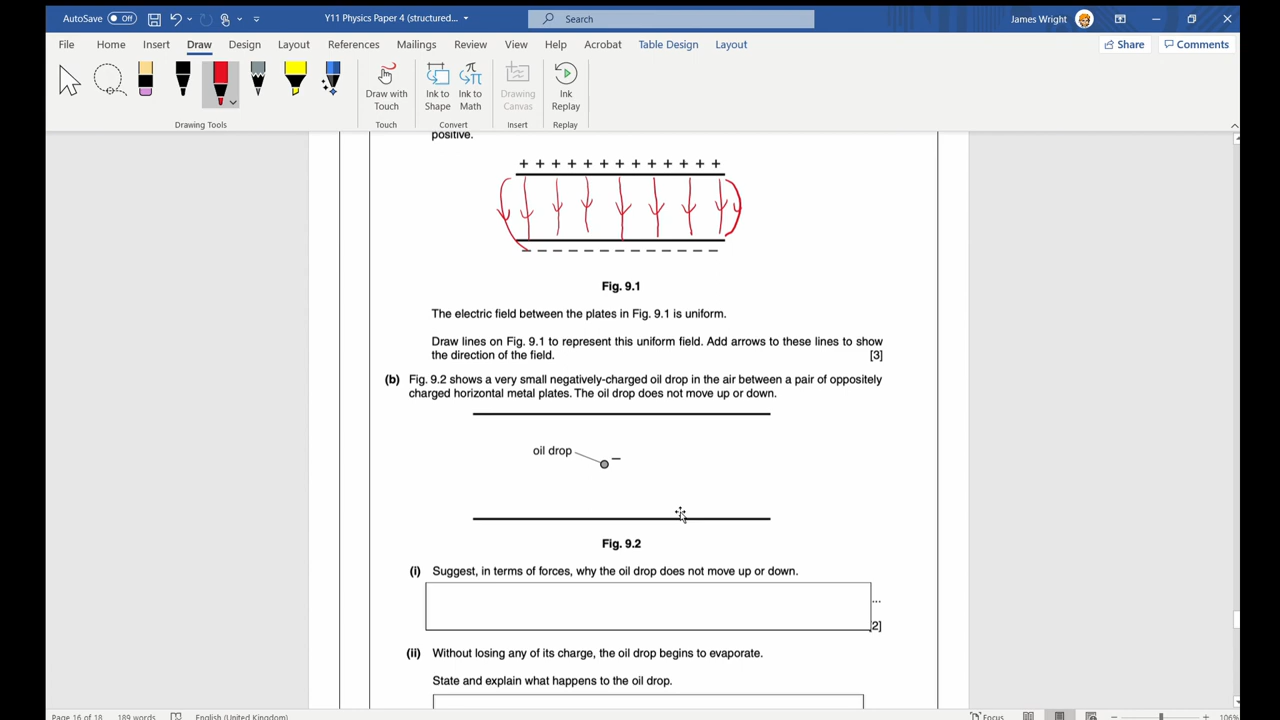 AutoSave Off Y11 Physics Paper 4 (structured... Search James Wright
File Home Insert Draw Design Layout References Mailings Review View Help Acrobat Table Design Layout Share Comments
Draw with Touch
Ink to Shape
Ink to Math
Drawing Canvas
Ink Replay
Drawing Tools Touch Convert Insert Replay
positive.
+ + + + + + + + + + + + +
– – – – – – – – – – – – –
Fig. 9.1
The electric field between the plates in Fig. 9.1 is uniform.
Draw lines on Fig. 9.1 to represent this uniform field. Add arrows to these lines to show
the direction of the field. [3]
(b) Fig. 9.2 shows a very small negatively-charged oil drop in the air between a pair of oppositely
charged horizontal metal plates. The oil drop does not move up or down.
oil drop –
Fig. 9.2
(i) Suggest, in terms of forces, why the oil drop does not move up or down.
...
2]
(ii) Without losing any of its charge, the oil drop begins to evaporate.
State and explain what happens to the oil drop.
Page 16 of 18 189 words English (United Kingdom) Focus 106%